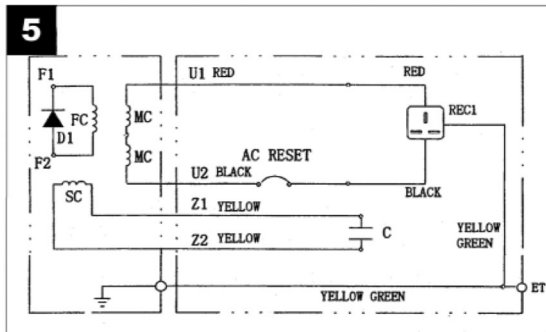 5
F1
U1 RED
RED
FC
D1
MC
REC1
MC
F2
AC RESET
U2 BLACK
BLACK
SC
Z1 YELLOW
C
YELLOW
GREEN
Z2 YELLOW
YELLOW GREEN
ET